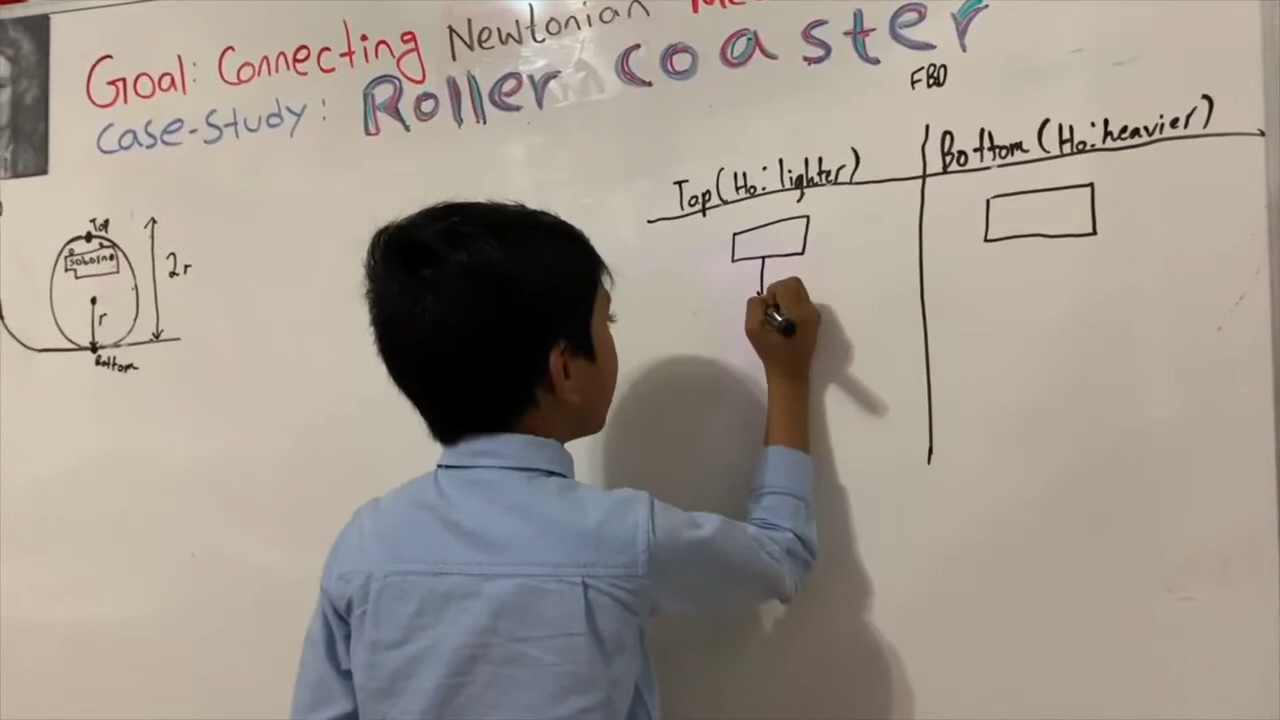 Goal: Connecting Newtonian
Case-study: Roller coaster
FBD
Top (Ho: lighter)
Bottom (Ho: heavier)
Top
2r
r
Bottom